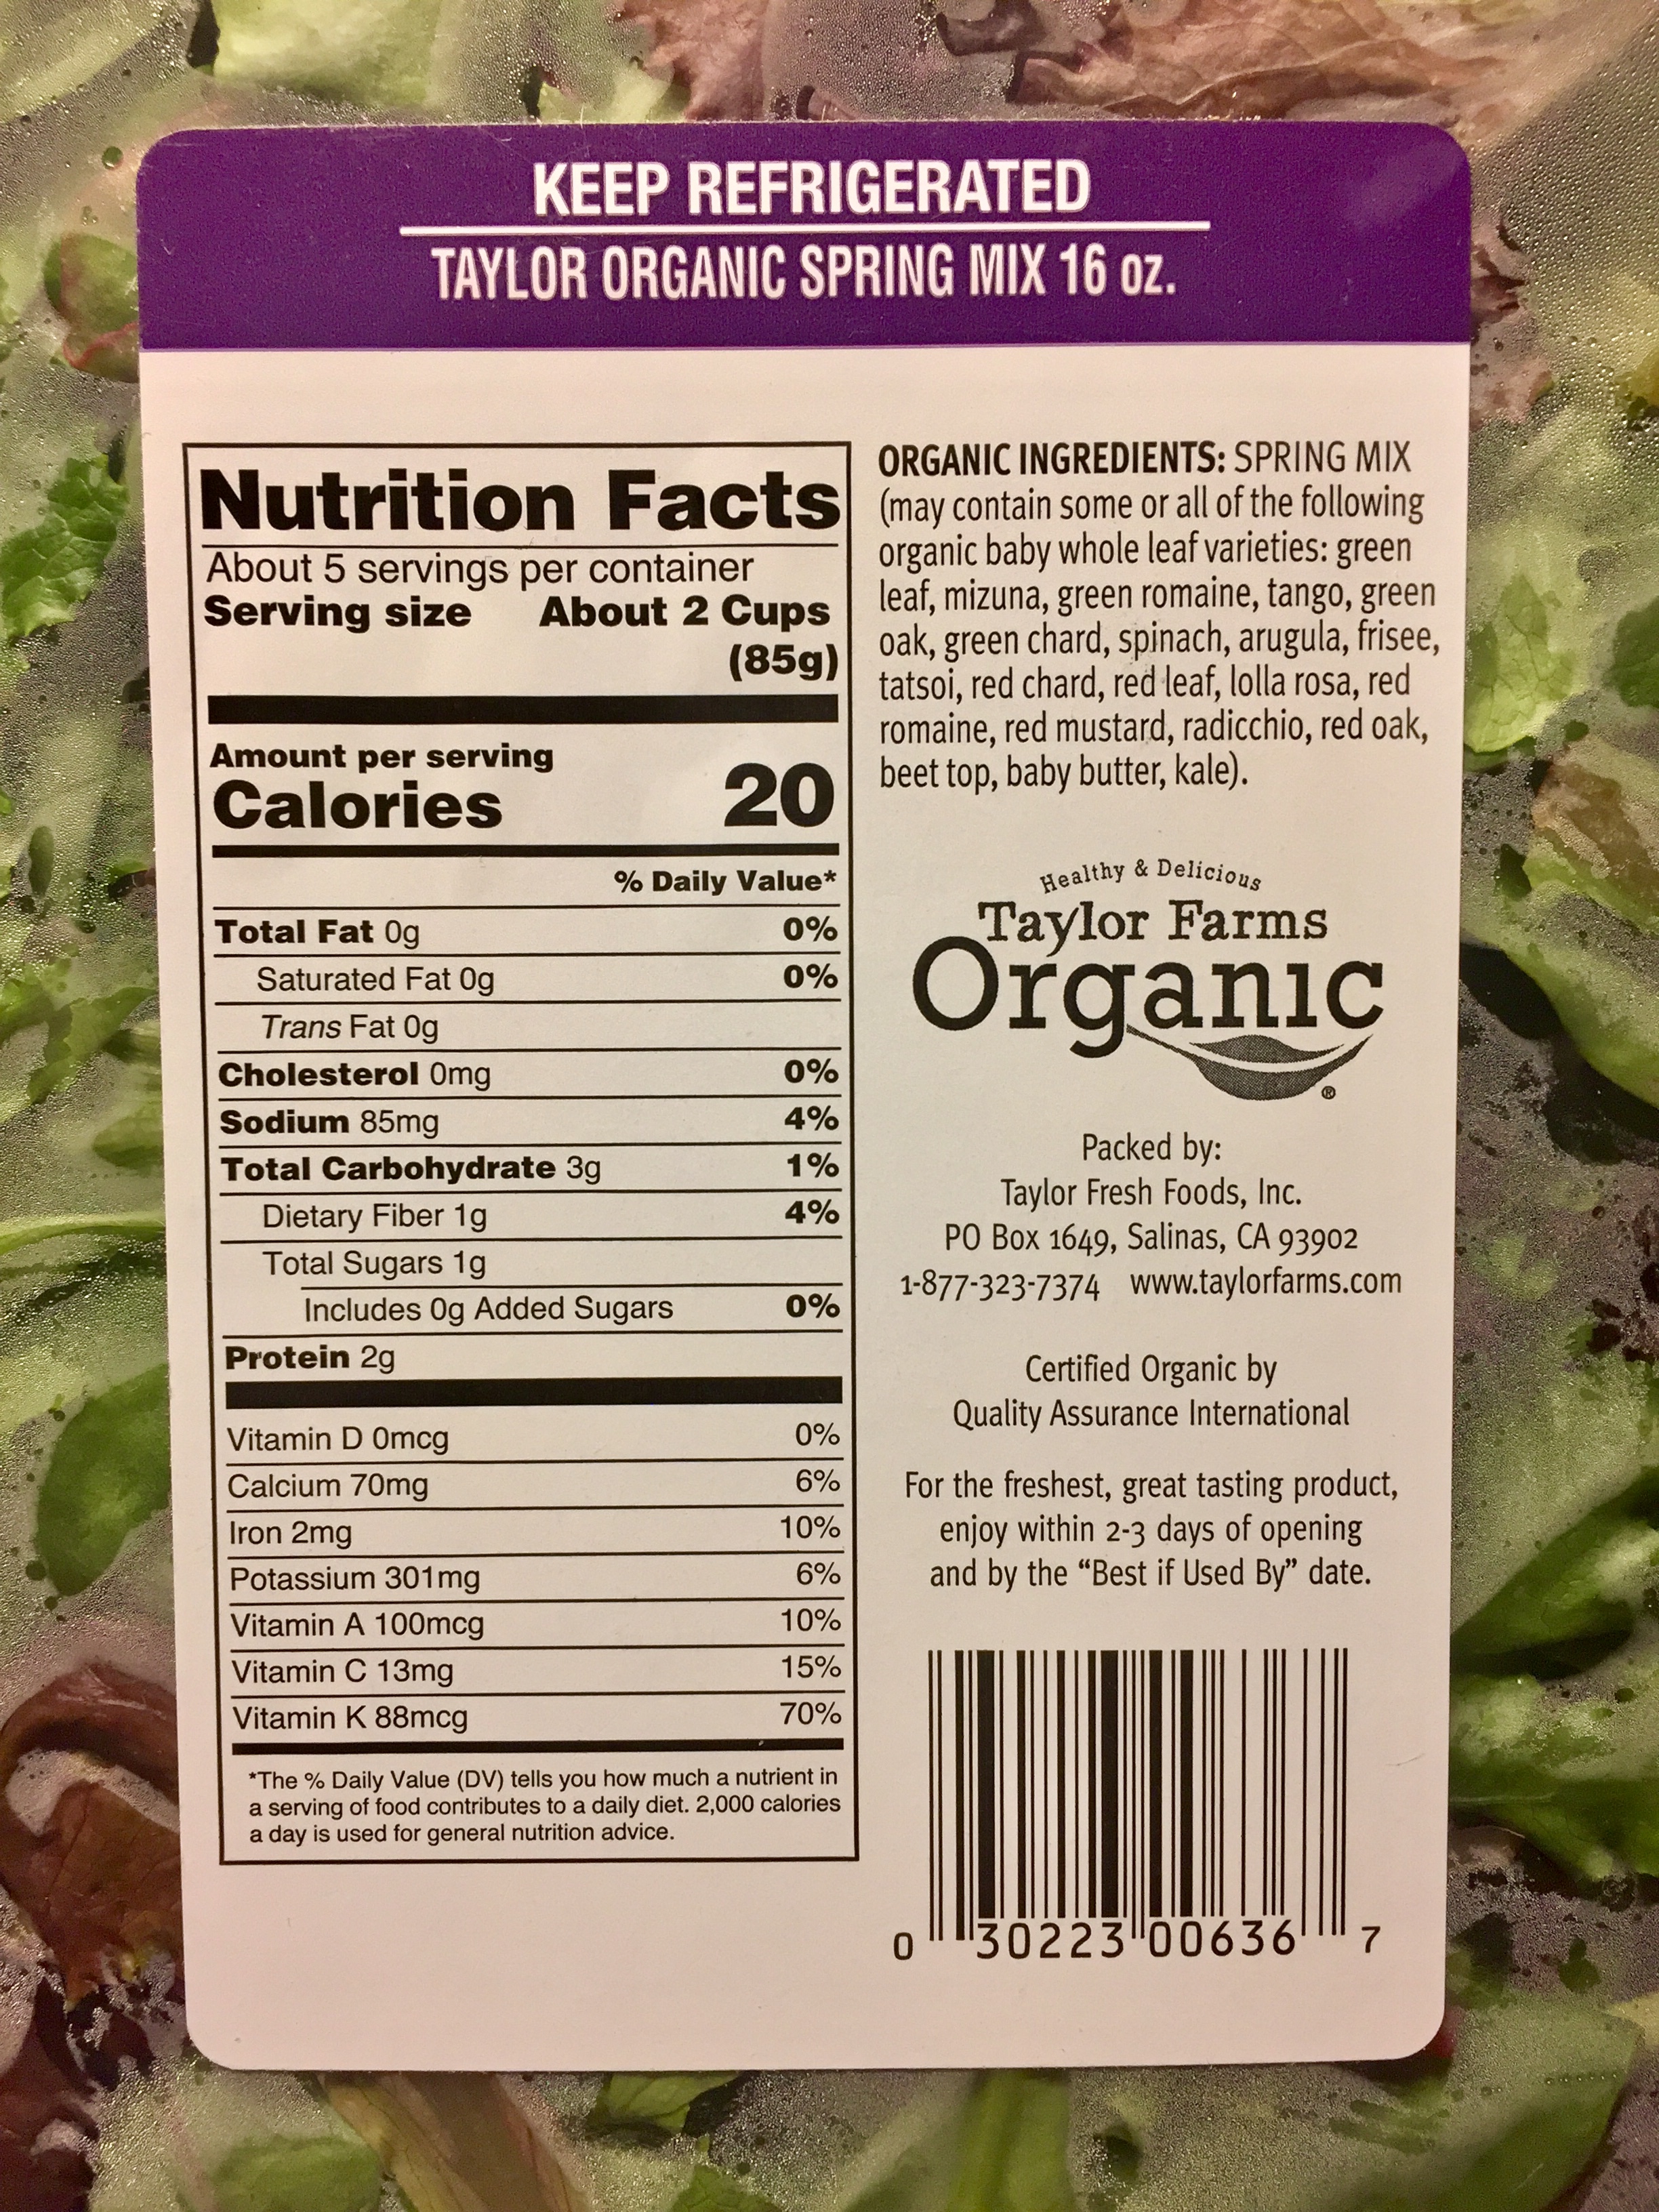 KEEP REFRIGERATED
TAYLOR ORGANIC SPRING MIX 16 oz.
Nutrition Facts
About 5 servings per container
Serving size About 2 Cups
(85g)
Amount per serving
Calories 20
% Daily Value*
Total Fat 0g 0%
Saturated Fat 0g 0%
Trans Fat 0g
Cholesterol 0mg 0%
Sodium 85mg 4%
Total Carbohydrate 3g 1%
Dietary Fiber 1g 4%
Total Sugars 1g
Includes 0g Added Sugars 0%
Protein 2g
Vitamin D 0mcg 0%
Calcium 70mg 6%
Iron 2mg 10%
Potassium 301mg 6%
Vitamin A 100mcg 10%
Vitamin C 13mg 15%
Vitamin K 88mcg 70%
*The % Daily Value (DV) tells you how much a nutrient in
a serving of food contributes to a daily diet. 2,000 calories
a day is used for general nutrition advice.
ORGANIC INGREDIENTS: SPRING MIX
(may contain some or all of the following
organic baby whole leaf varieties: green
leaf, mizuna, green romaine, tango, green
oak, green chard, spinach, arugula, frisee,
tatsoi, red chard, red leaf, lolla rosa, red
romaine, red mustard, radicchio, red oak,
beet top, baby butter, kale).
Healthy & Delicious
Taylor Farms
Organic
®
Packed by:
Taylor Fresh Foods, Inc.
PO Box 1649, Salinas, CA 93902
1-877-323-7374 www.taylorfarms.com
Certified Organic by
Quality Assurance International
For the freshest, great tasting product,
enjoy within 2-3 days of opening
and by the “Best if Used By” date.
0 30223 00636 7